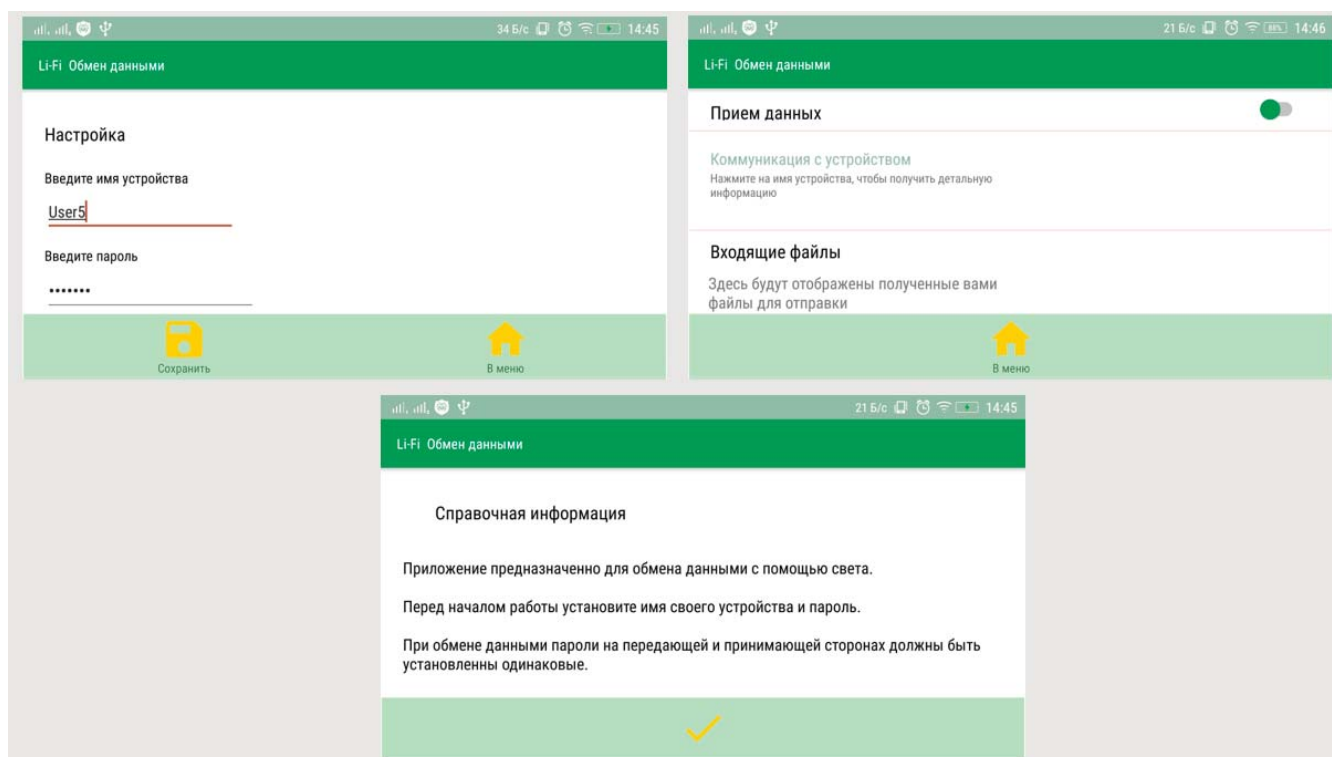 34 Б/с 14:45
Li-Fi Обмен данными
Настройка
Введите имя устройства
User5
Введите пароль
•••••••
Сохранить
В меню
21 Б/с 88% 14:46
Li-Fi Обмен данными
Прием данных
Коммуникация с устройством
Нажмите на имя устройства, чтобы получить детальную
информацию
Входящие файлы
Здесь будут отображены полученные вами
файлы для отправки
В меню
21 Б/с 14:45
Li-Fi Обмен данными
Справочная информация
Приложение предназначенно для обмена данными с помощью света.
Перед началом работы установите имя своего устройства и пароль.
При обмене данными пароли на передающей и принимающей сторонах должны быть
установленны одинаковые.